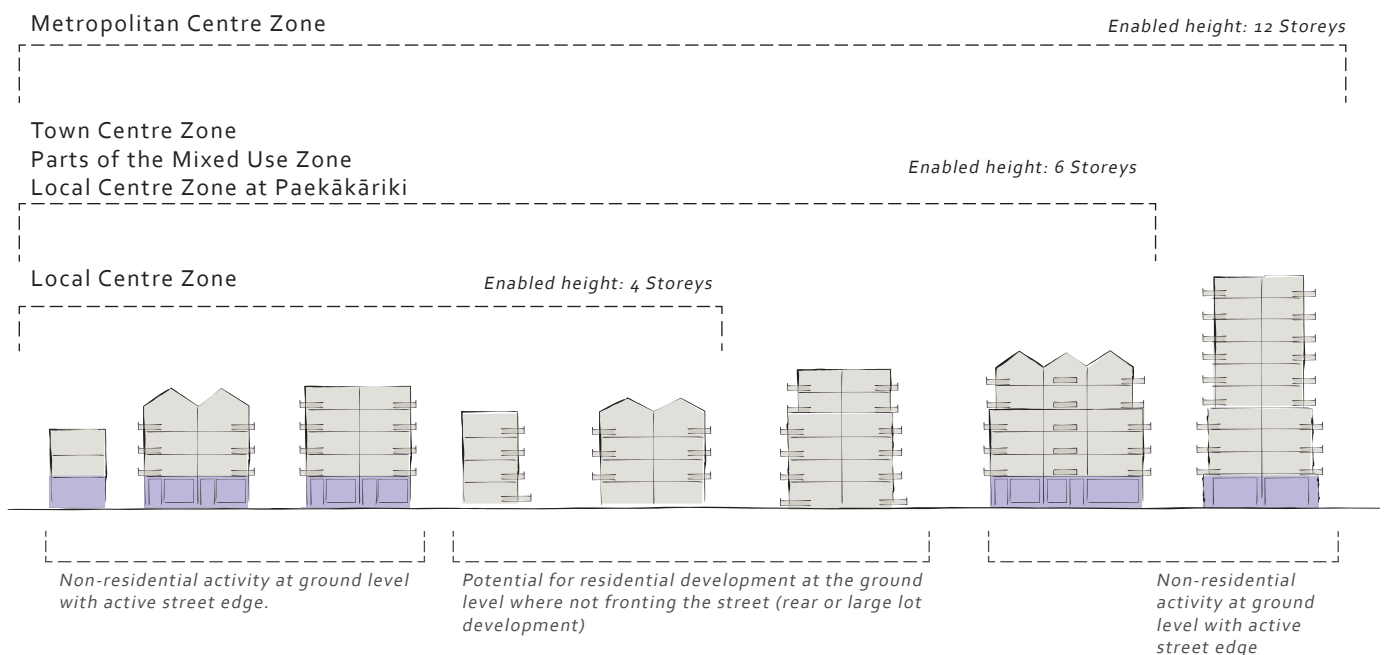 Metropolitan Centre Zone
Enabled height: 12 Storeys
Town Centre Zone
Parts of the Mixed Use Zone
Local Centre Zone at Paekākāriki
Enabled height: 6 Storeys
Local Centre Zone
Enabled height: 4 Storeys
Non-residential activity at ground level
with active street edge.
Potential for residential development at the ground
level where not fronting the street (rear or large lot
development)
Non-residential
activity at ground
level with active
street edge